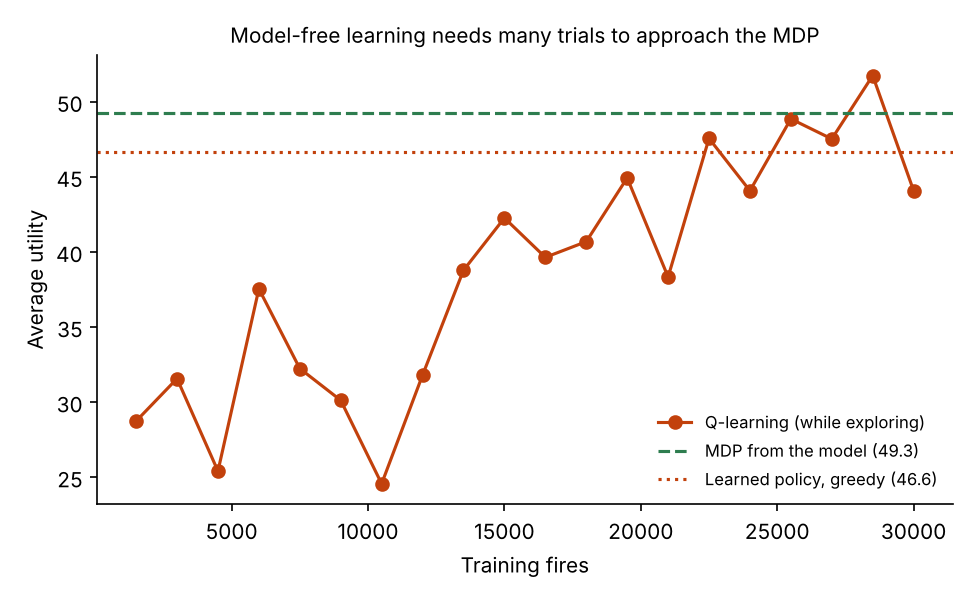 Model-free learning needs many trials to approach the MDP
Average utility
50
45
40
35
30
25
Q-learning (while exploring)
MDP from the model (49.3)
Learned policy, greedy (46.6)
5000 10000 15000 20000 25000 30000
Training fires